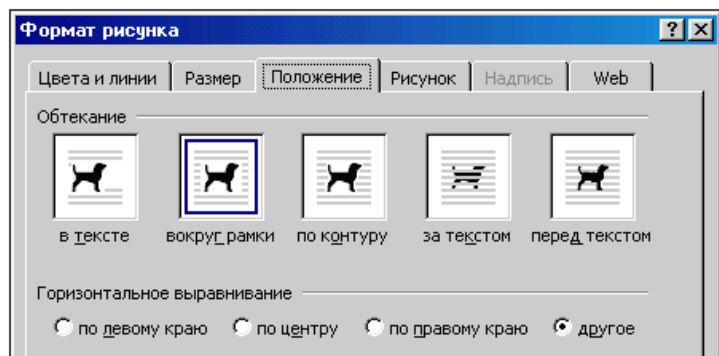 Формат рисунка
Цвета и линии Размер Положение Рисунок Надпись Web
Обтекание
в тексте вокруг рамки по контуру за текстом перед текстом
Горизонтальное выравнивание
по левому краю по центру по правому краю другое